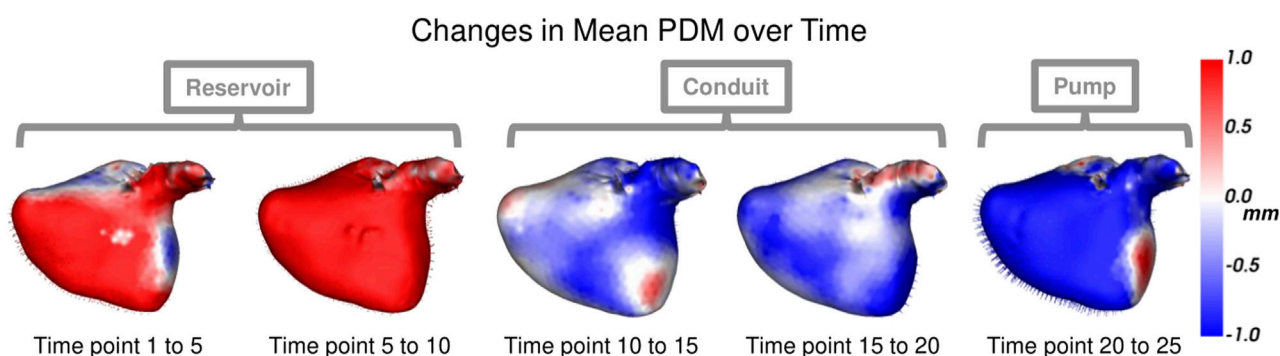 Changes in Mean PDM over Time
Reservoir
Conduit
Pump
1.0
0.5
0.0
mm
-0.5
-1.0
Time point 1 to 5
Time point 5 to 10
Time point 10 to 15
Time point 15 to 20
Time point 20 to 25